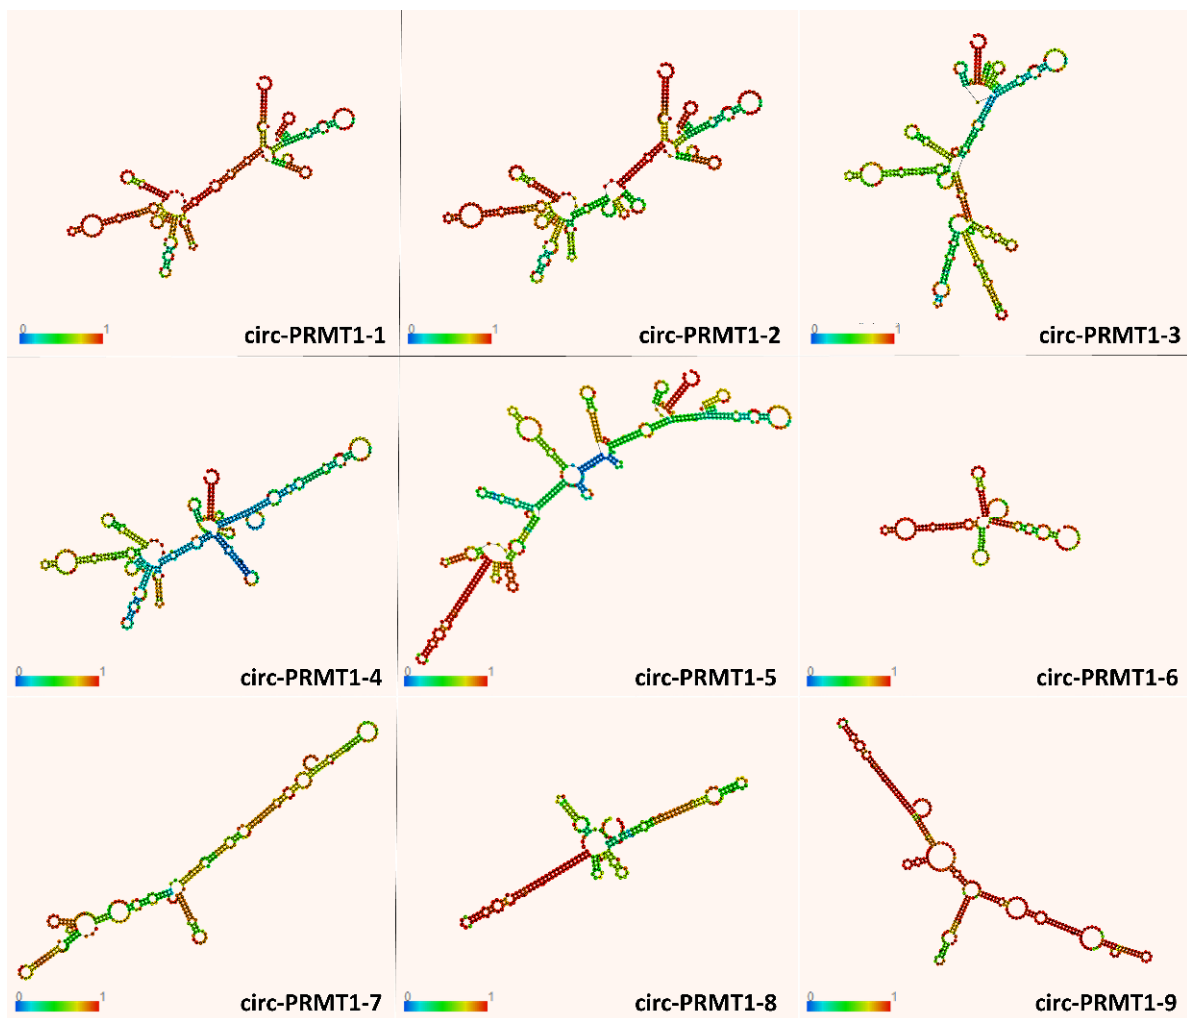 0 1
circ-PRMT1-1
0 1
circ-PRMT1-2
0 1
circ-PRMT1-3
0 1
circ-PRMT1-4
0 1
circ-PRMT1-5
0 1
circ-PRMT1-6
0 1
circ-PRMT1-7
0 1
circ-PRMT1-8
0 1
circ-PRMT1-9